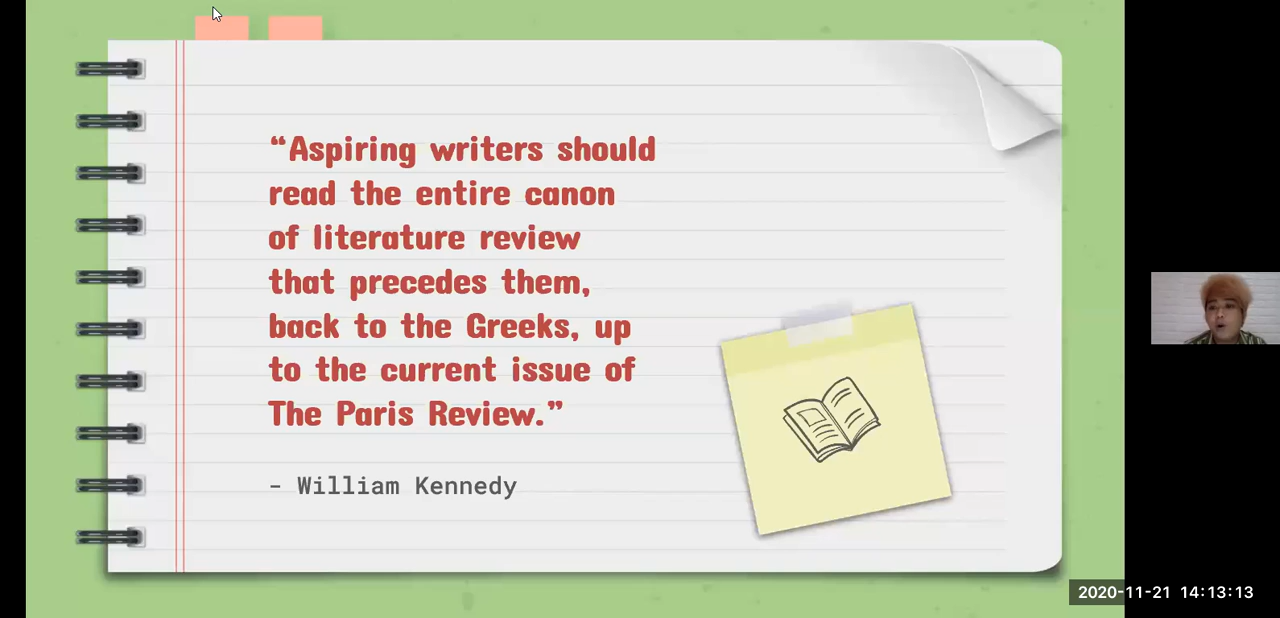 “Aspiring writers should
read the entire canon
of literature review
that precedes them,
back to the Greeks, up
to the current issue of
The Paris Review.”
– William Kennedy
2020-11-21 14:13:13